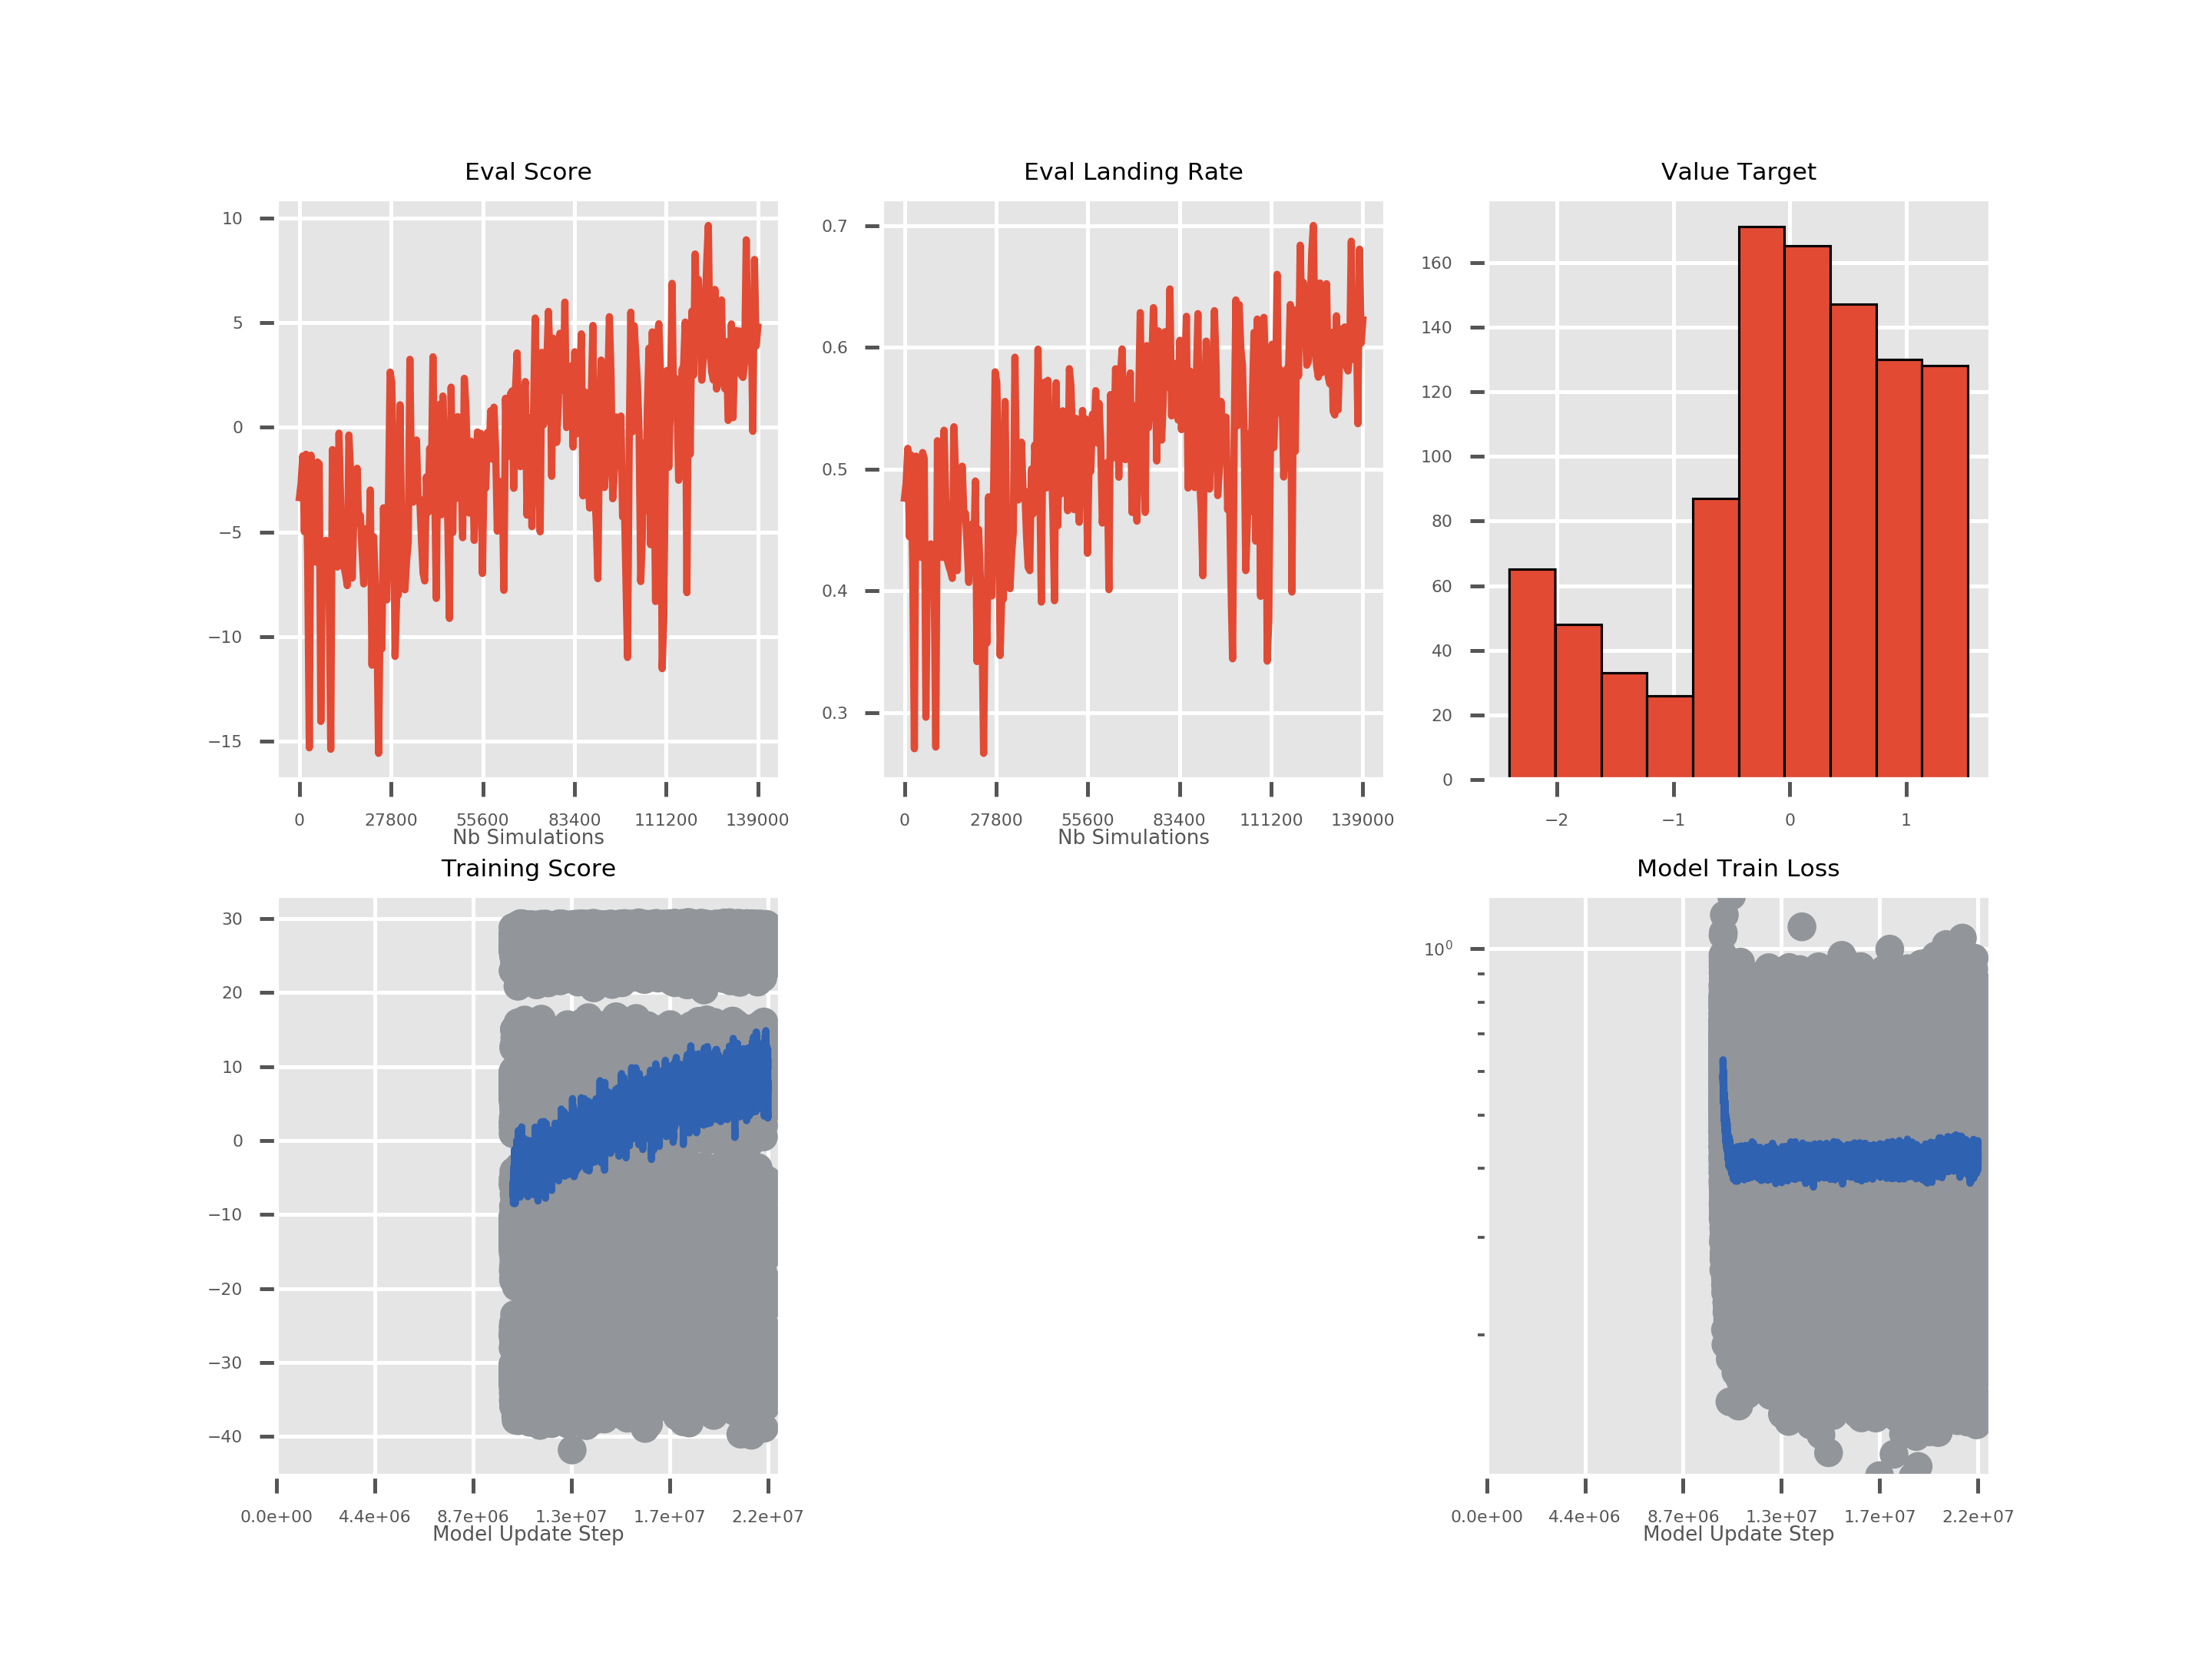 Eval Score
10
5
0
−5
−10
−15
0 27800 55600 83400 111200 139000
Nb Simulations
Eval Landing Rate
0.7
0.6
0.5
0.4
0.3
0 27800 55600 83400 111200 139000
Nb Simulations
Value Target
160
140
120
100
80
60
40
20
0
−2 −1 0 1
Training Score
30
20
10
0
−10
−20
−30
−40
0.0e+00 4.4e+06 8.7e+06 1.3e+07 1.7e+07 2.2e+07
Model Update Step
Model Train Loss
10⁰
0.0e+00 4.4e+06 8.7e+06 1.3e+07 1.7e+07 2.2e+07
Model Update Step